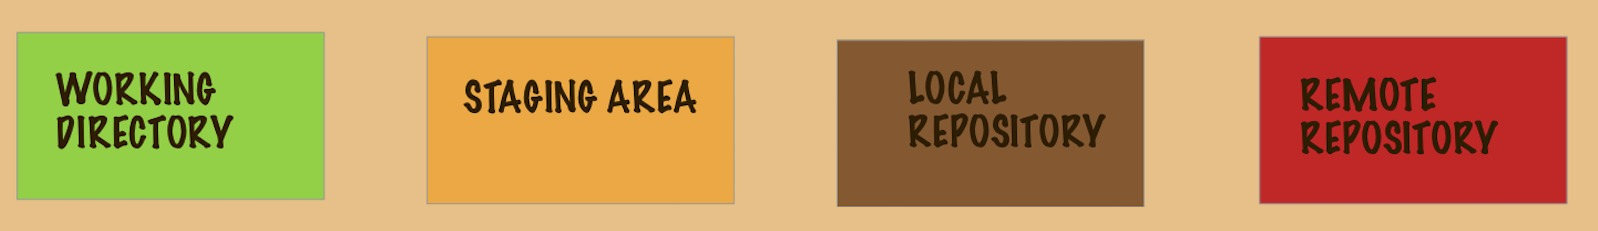 WORKING
DIRECTORY
STAGING AREA
LOCAL
REPOSITORY
REMOTE
REPOSITORY